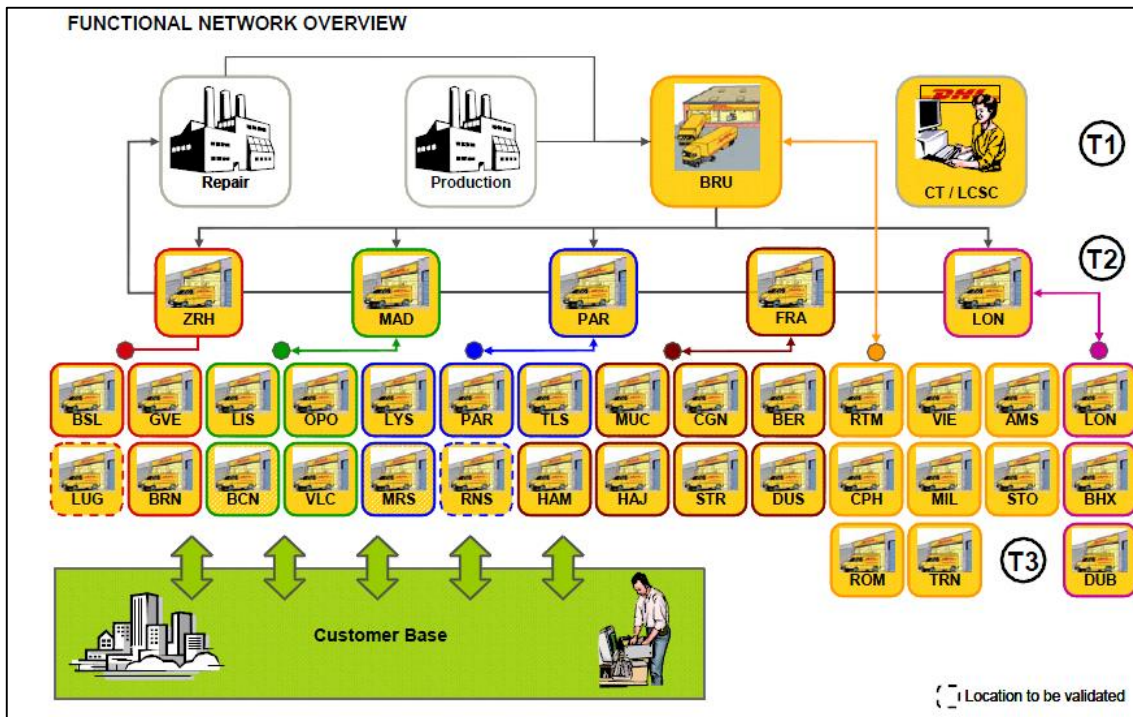 FUNCTIONAL NETWORK OVERVIEW
Repair
Production
BRU
DHL
CT / LCSC
T1
ZRH
MAD
PAR
FRA
LON
T2
BSL
GVE
LIS
OPO
LYS
PAR
TLS
MUC
CGN
BER
RTM
VIE
AMS
LON
LUG
BRN
BCN
VLC
MRS
RNS
HAM
HAJ
STR
DUS
CPH
MIL
STO
BHX
ROM
TRN
T3
DUB
Customer Base
Location to be validated